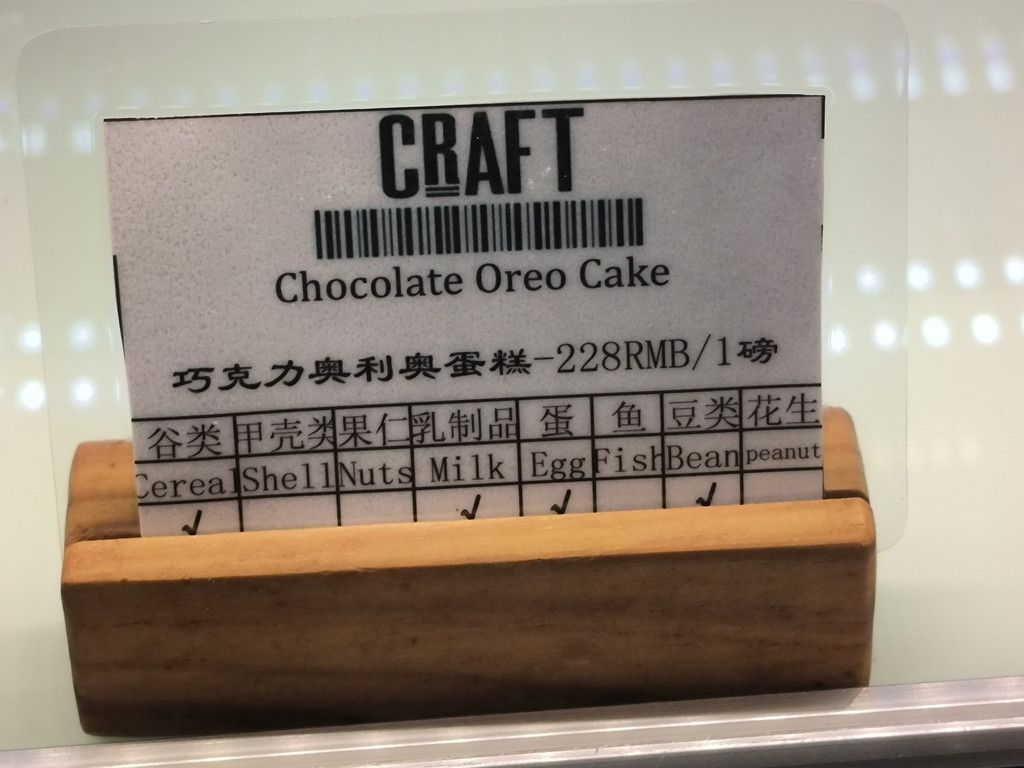 CRAFT
Chocolate Oreo Cake
巧克力奥利奥蛋糕-228RMB/1磅
谷类 甲壳类 果仁 乳制品 蛋 鱼 豆类 花生
Cereal Shell Nuts Milk Egg Fish Bean peanut
✓ ✓ ✓ ✓